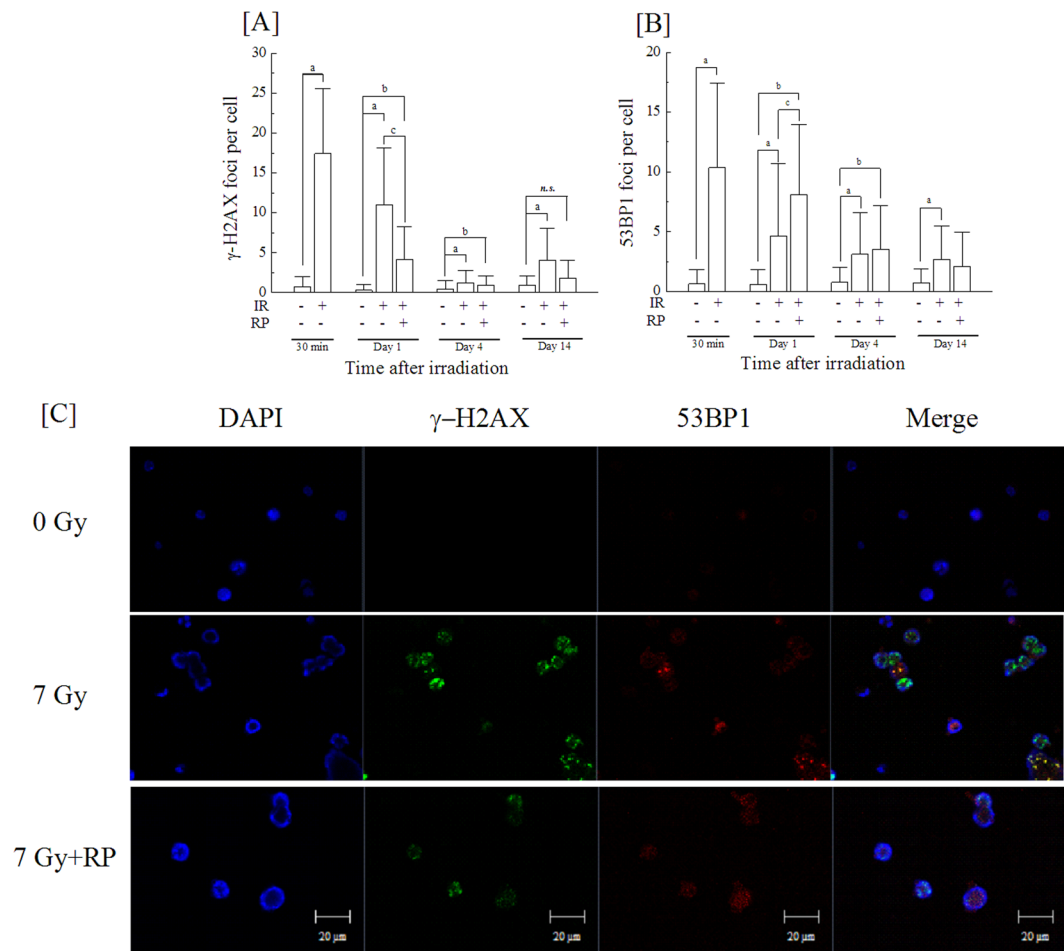 [A]
30
25
20
15
10
5
0
γ-H2AX foci per cell
a
b
a
c
b
a
n.s.
a
IR - + - + + - + + - + +
RP - - - - + - - + - - +
30 min Day 1 Day 4 Day 14
Time after irradiation
[B]
20
15
10
5
0
53BP1 foci per cell
a
b
c
a
b
a
a
IR - + - + + - + + - + +
RP - - - - + - - + - - +
30 min Day 1 Day 4 Day 14
Time after irradiation
[C]
DAPI γ–H2AX 53BP1 Merge
0 Gy
7 Gy
7 Gy+RP
20 μm 20 μm 20 μm 20 μm